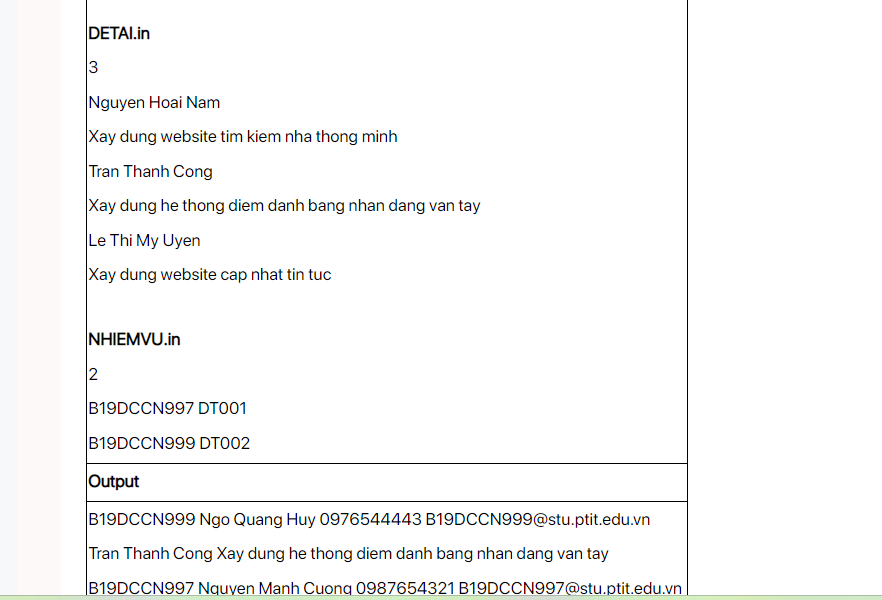 DETAI.in
3
Nguyen Hoai Nam
Xay dung website tim kiem nha thong minh
Tran Thanh Cong
Xay dung he thong diem danh bang nhan dang van tay
Le Thi My Uyen
Xay dung website cap nhat tin tuc
NHIEMVU.in
2
B19DCCN997 DT001
B19DCCN999 DT002
Output
B19DCCN999 Ngo Quang Huy 0976544443 B19DCCN999@stu.ptit.edu.vn
Tran Thanh Cong Xay dung he thong diem danh bang nhan dang van tay
B19DCCN997 Nguyen Manh Cuong 0987654321 B19DCCN997@stu.ptit.edu.vn